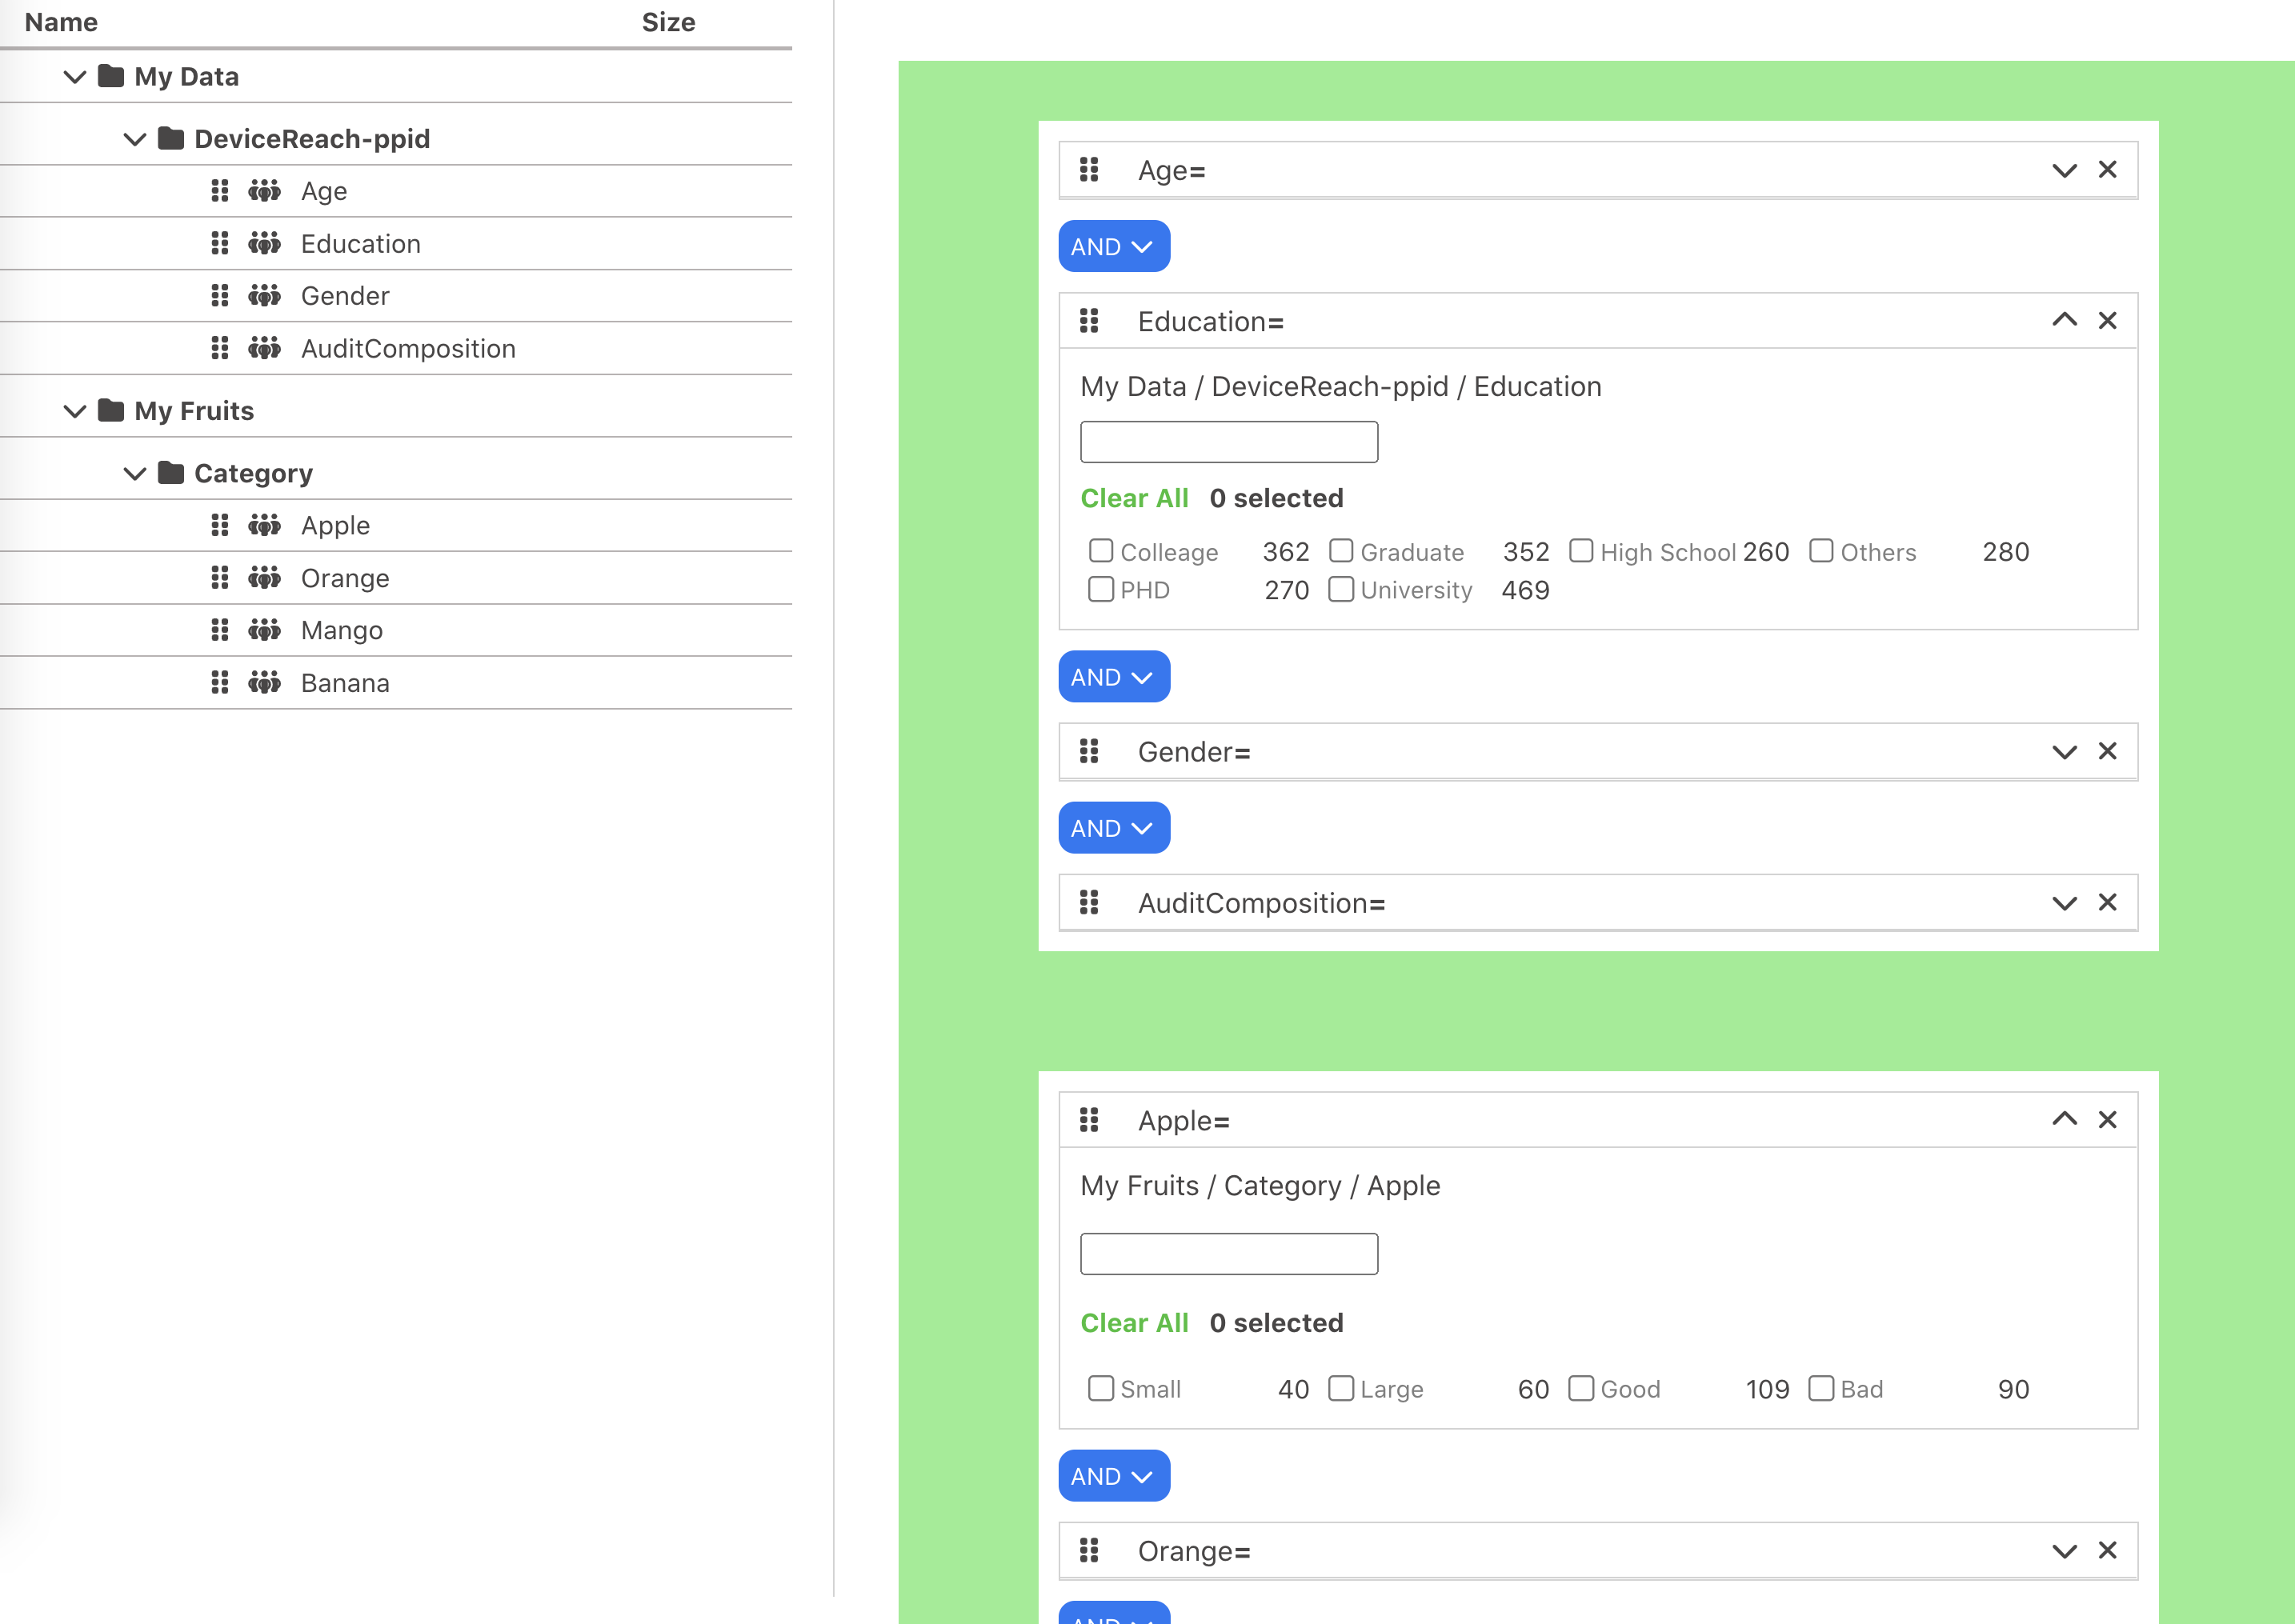 Name Size
My Data
DeviceReach-ppid
Age
Education
Gender
AuditComposition
My Fruits
Category
Apple
Orange
Mango
Banana
Age=
AND
Education=
My Data / DeviceReach-ppid / Education
Clear All 0 selected
Colleage 362 Graduate 352 High School 260 Others 280
PHD 270 University 469
AND
Gender=
AND
AuditComposition=
Apple=
My Fruits / Category / Apple
Clear All 0 selected
Small 40 Large 60 Good 109 Bad 90
AND
Orange=
AND